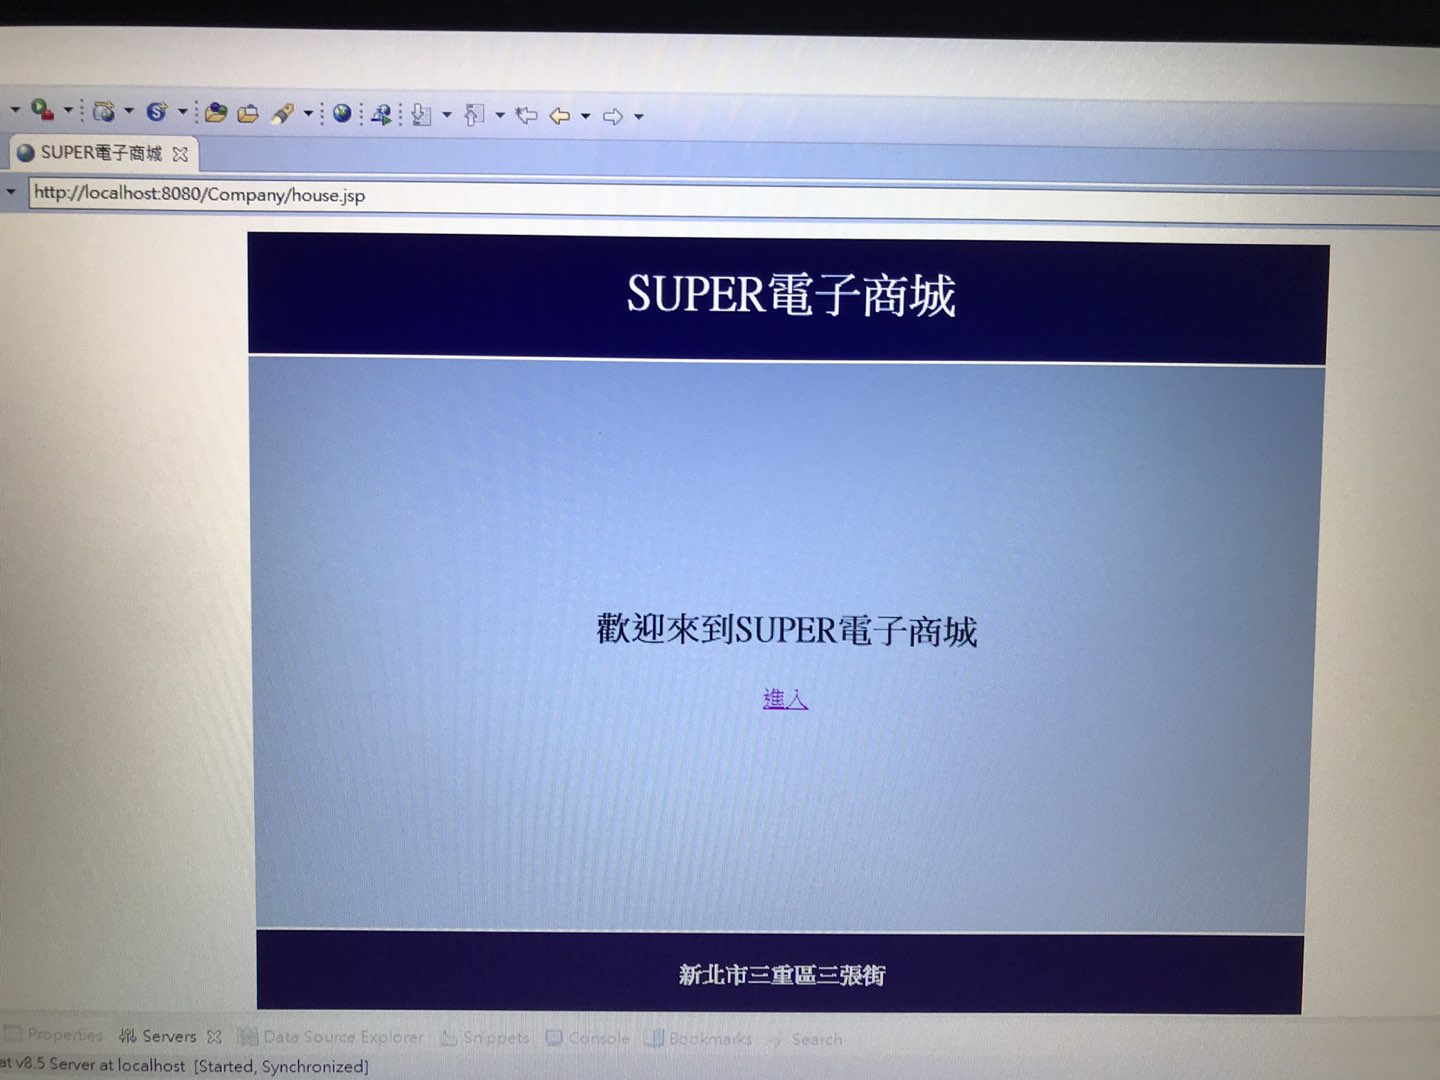 SUPER電子商城
http://localhost:8080/Company/house.jsp
SUPER電子商城
歡迎來到SUPER電子商城
進入
新北市三重區三張街
Properties Servers Data Source Explorer Snippets Console Bookmarks Search
at v8.5 Server at localhost [Started, Synchronized]